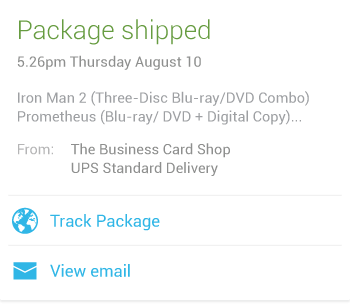 Package shipped
5.26pm Thursday August 10
Iron Man 2 (Three-Disc Blu-ray/DVD Combo)
Prometheus (Blu-ray/ DVD + Digital Copy)...
From: The Business Card Shop
UPS Standard Delivery
Track Package
View email